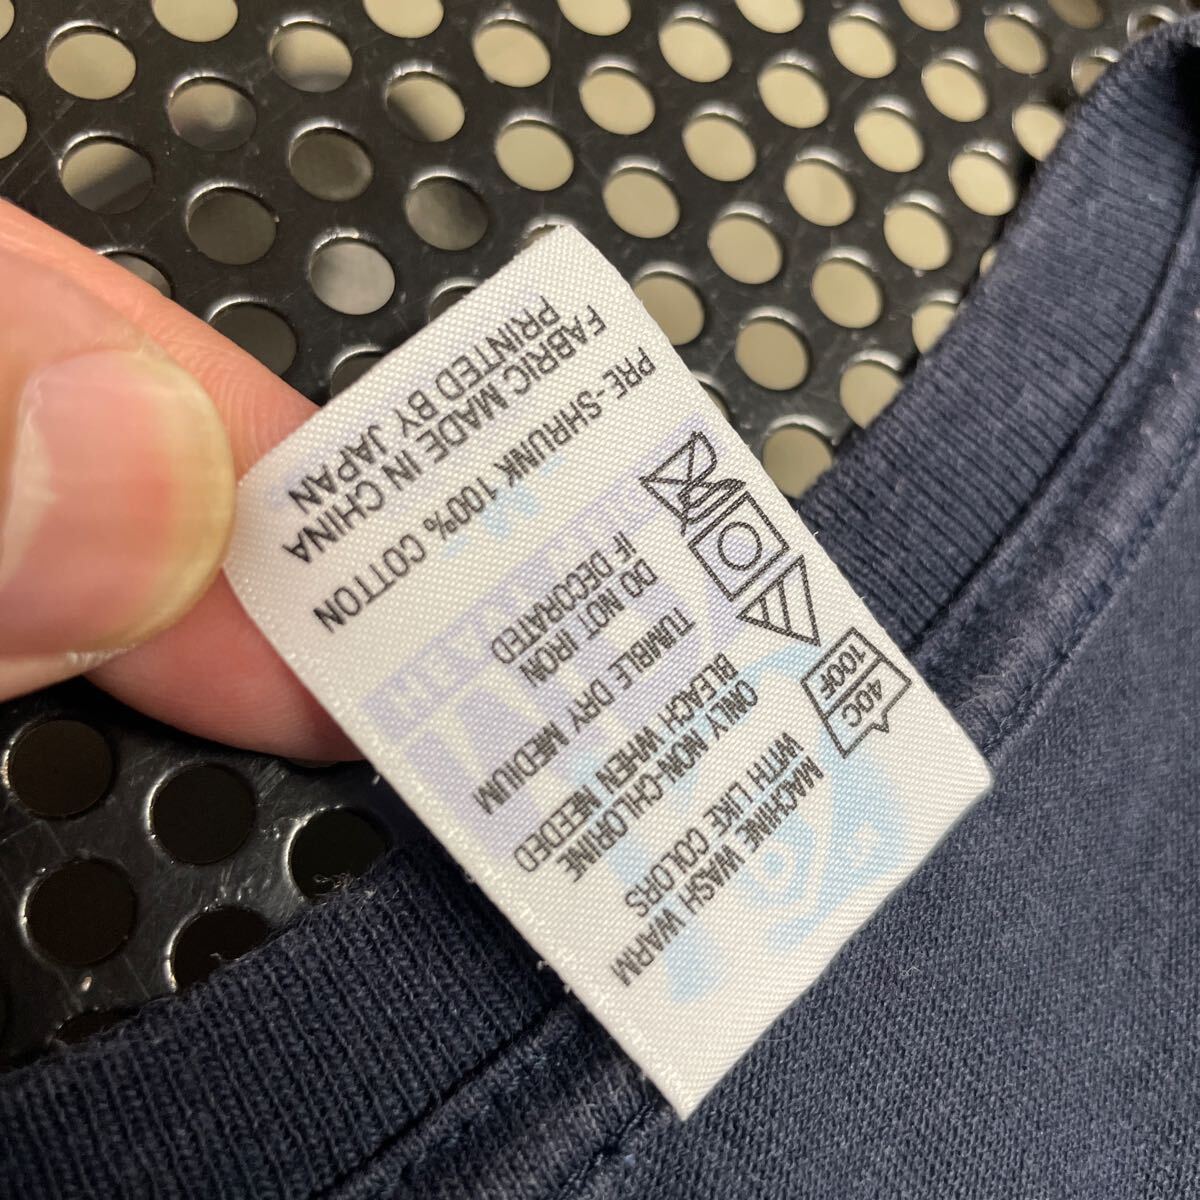 40C
100F
MACHINE WASH WARM
WITH LIKE COLORS
ONLY NON-CHLORINE
BLEACH WHEN NEEDED
TUMBLE DRY MEDIUM
DO NOT IRON
IF DECORATED
PRE-SHRUNK 100% COTTON
FABRIC MADE IN CHINA
PRINTED BY JAPAN